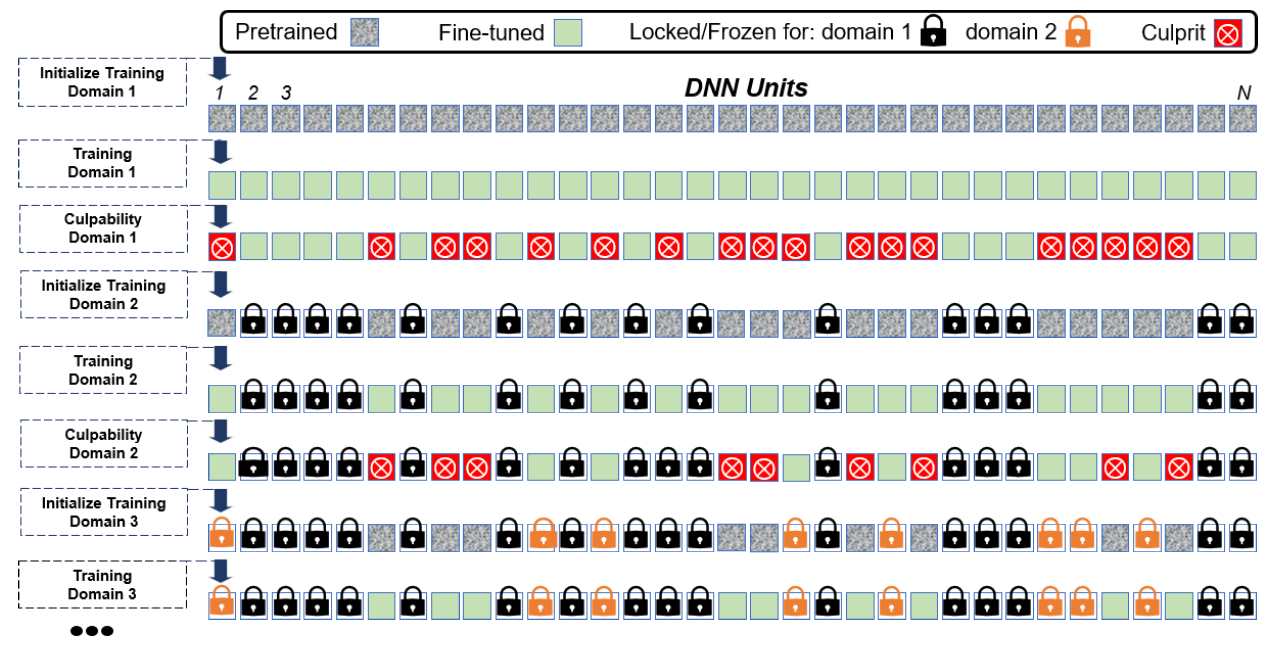 Pretrained Fine-tuned Locked/Frozen for: domain 1 domain 2 Culprit
Initialize Training
Domain 1
DNN Units
1 2 3 N
Training
Domain 1
Culpability
Domain 1
Initialize Training
Domain 2
Training
Domain 2
Culpability
Domain 2
Initialize Training
Domain 3
Training
Domain 3